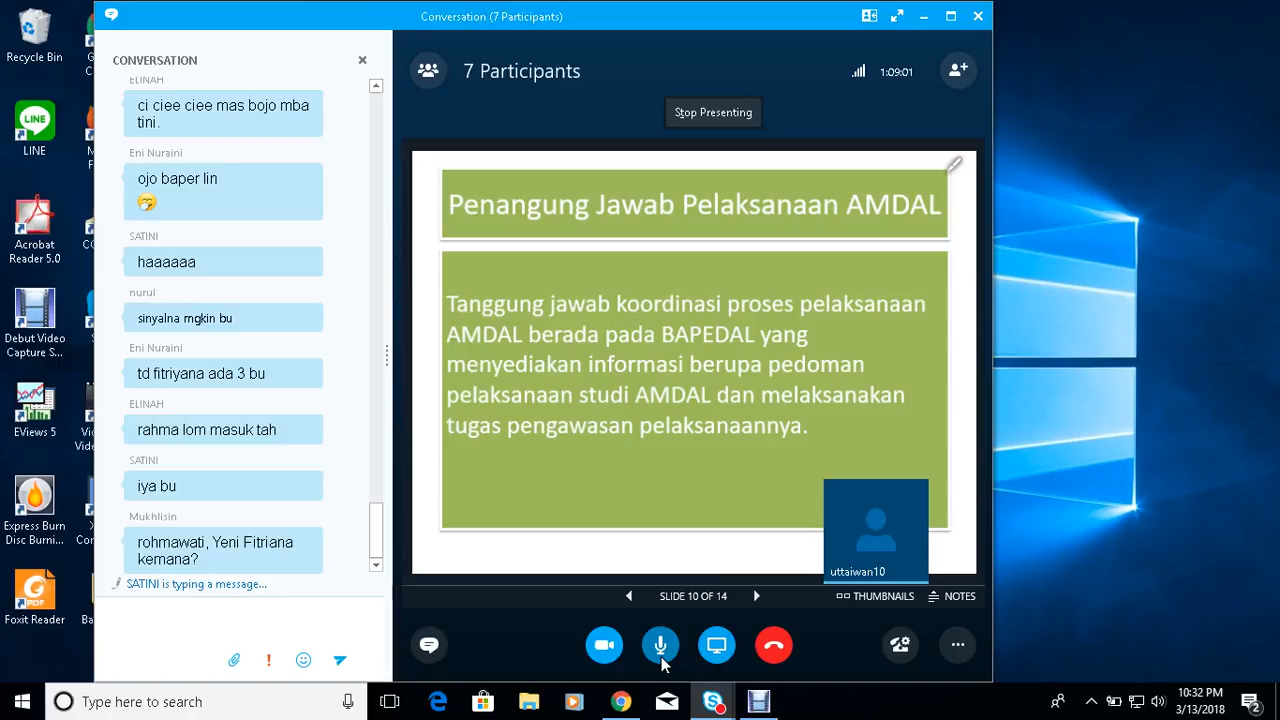 Recycle Bin
LINE
Acrobat
Reader 5.0
Debut Video
Capture S...
EViews 5
Express Burn
Disc Burni...
Foxit Reader
Conversation (7 Participants)
CONVERSATION
ELINAH
ci ciee ciee mas bojo mba
tini.
Eni Nuraini
ojo baper lin
SATINI
haaaaaa
nurul
sinyalna mgkin bu
Eni Nuraini
td fitriyana ada 3 bu
ELINAH
rahma lom masuk tah
SATINI
iya bu
Mukhlisin
rohmawati, Yeni Fitriana
kemana?
SATINI is typing a message...
7 Participants
1:09:01
Stop Presenting
Penangung Jawab Pelaksanaan AMDAL
Tanggung jawab koordinasi proses pelaksanaan
AMDAL berada pada BAPEDAL yang
menyediakan informasi berupa pedoman
pelaksanaan studi AMDAL dan melaksanakan
tugas pengawasan pelaksanaannya.
uttaiwan10
SLIDE 10 OF 14
THUMBNAILS
NOTES
Type here to search
10:32 PM
3/13/2018
2